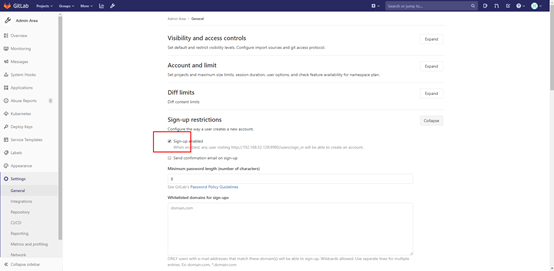 GitLab Projects Groups More Search or jump to...
Admin Area
Overview
Monitoring
Messages
System Hooks
Applications
Abuse Reports 0
Kubernetes
Deploy Keys
Service Templates
Labels
Appearance
Settings
General
Integrations
Repository
CI/CD
Reporting
Metrics and profiling
Network
Collapse sidebar
Admin Area > General
Visibility and access controls
Expand
Set default and restrict visibility levels. Configure import sources and git access protocol.
Account and limit
Expand
Set projects and maximum size limits, session duration, user options, and check feature availability for namespace plan.
Diff limits
Expand
Diff content limits
Sign-up restrictions
Collapse
Configure the way a user creates a new account.
Sign-up enabled
When enabled, any user visiting will be able to create an account.
Send confirmation email on sign-up
Minimum password length (number of characters)
8
See GitLab's Password Policy Guidelines
Whitelisted domains for sign-ups
domain.com
ONLY users with e-mail addresses that match these domain(s) will be able to sign-up. Wildcards allowed. Use separate lines for multiple
entries. Ex: domain.com, *.domain.com